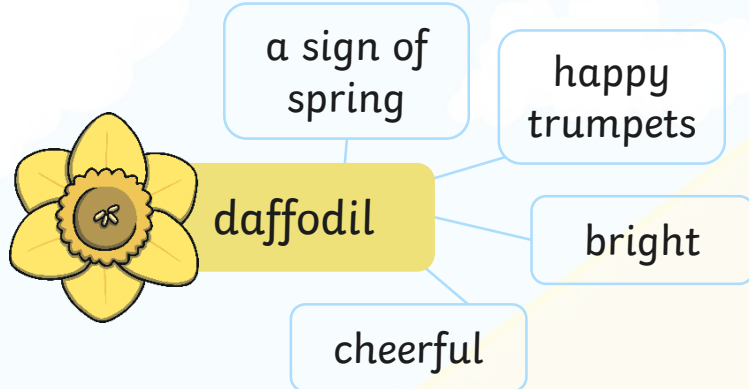 a sign of
spring
happy
trumpets
daffodil
bright
cheerful